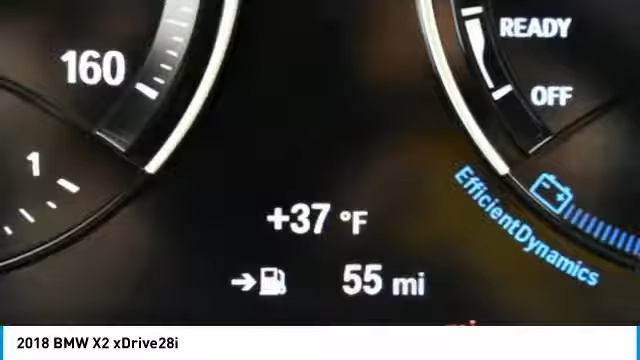 160
1
READY
OFF
EfficientDynamics
+37 °F
55 mi
2018 BMW X2 xDrive28i